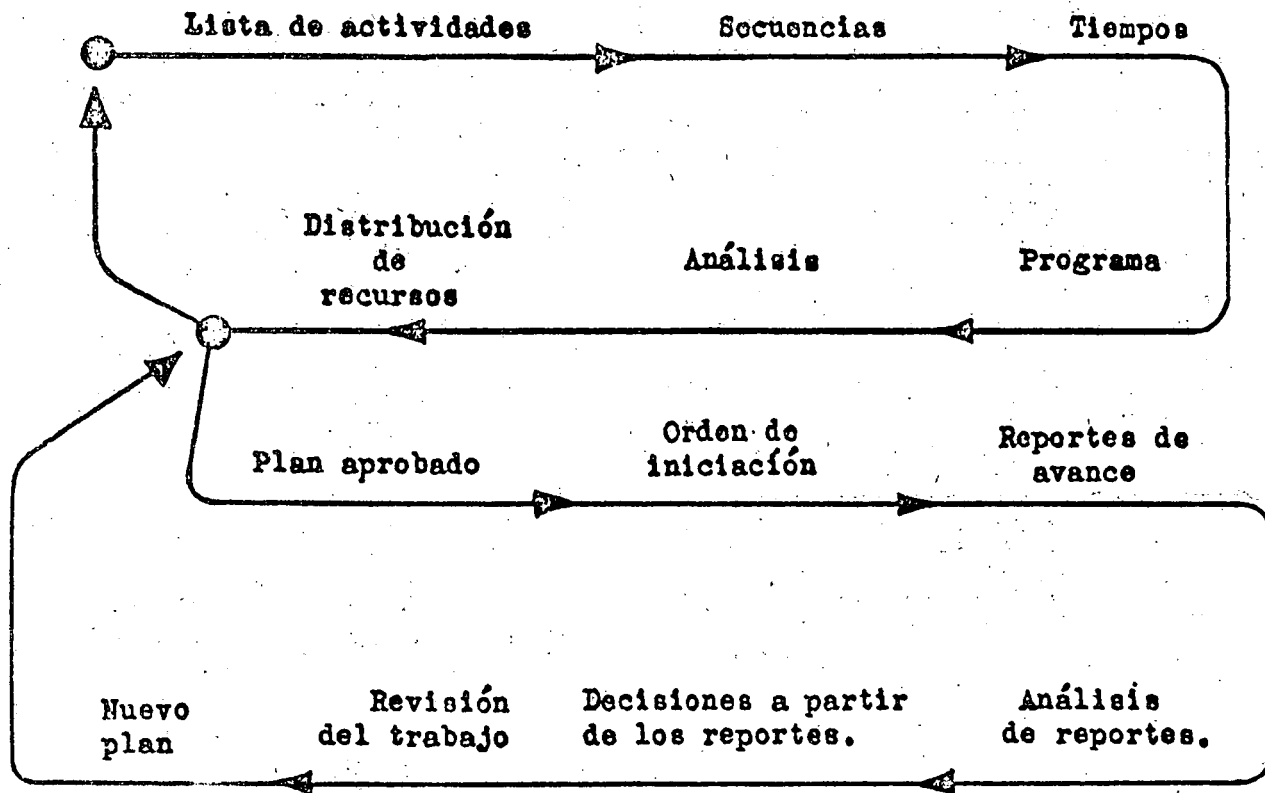 Lista de actividades
Secuencias
Tiempos
Distribución
de
recursos
Análisis
Programa
Plan aprobado
Orden de
iniciación
Reportes de
avance
Nuevo
plan
Revisión
del trabajo
Decisiones a partir
de los reportes.
Análisis
de reportes.